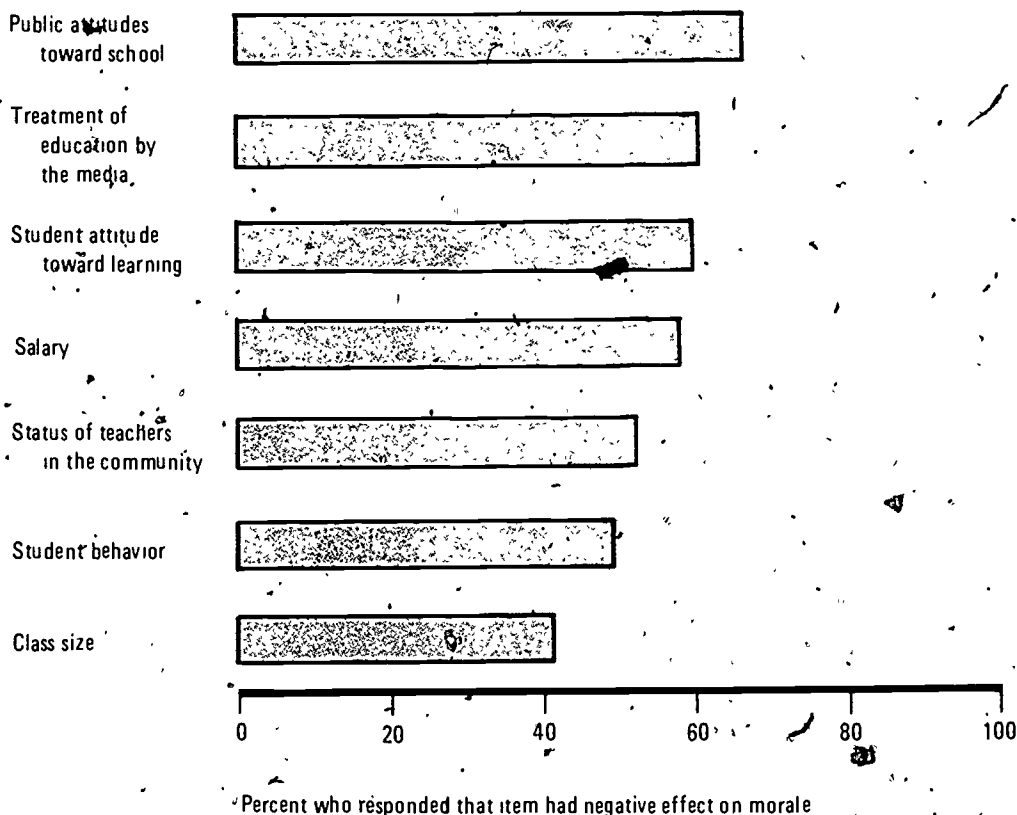 Public attitudes
toward school
Treatment of
education by
the media
Student attitude
toward learning
Salary
Status of teachers
in the community
Student behavior
Class size
0 20 40 60 80 100
Percent who responded that item had negative effect on morale